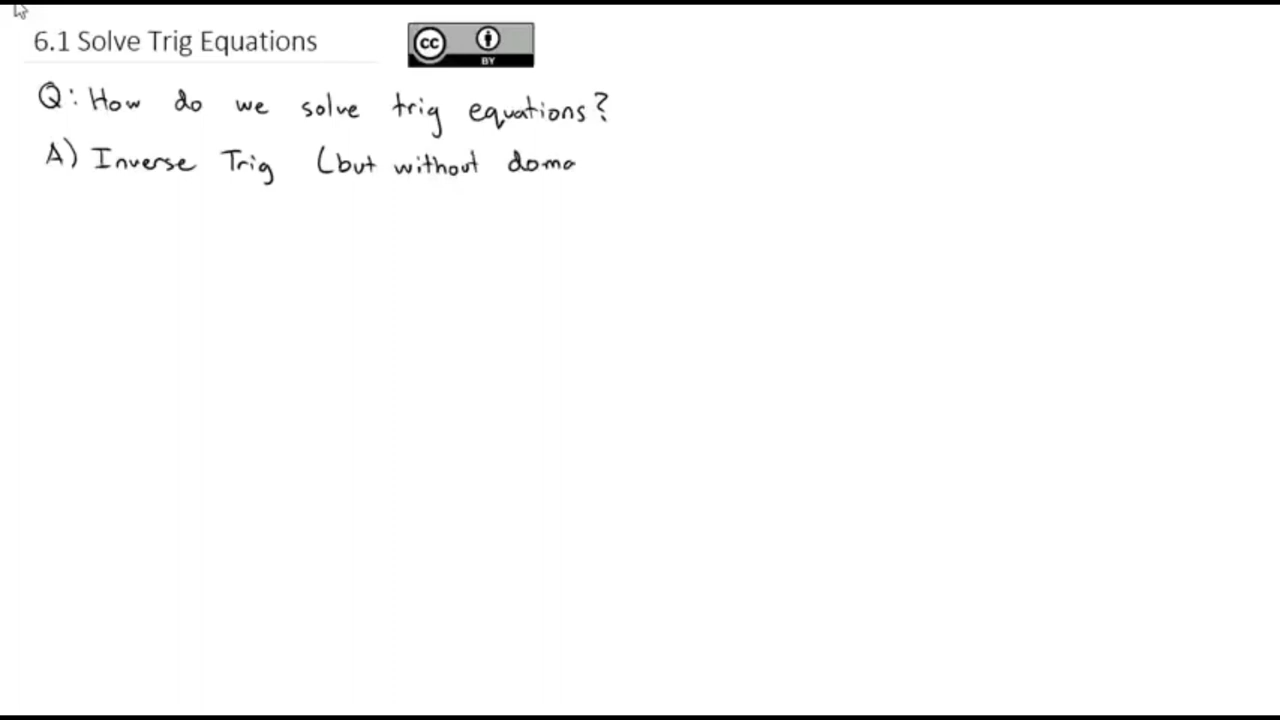 6.1 Solve Trig Equations
cc BY
Q: How do we solve trig equations?
A) Inverse Trig (but without doma